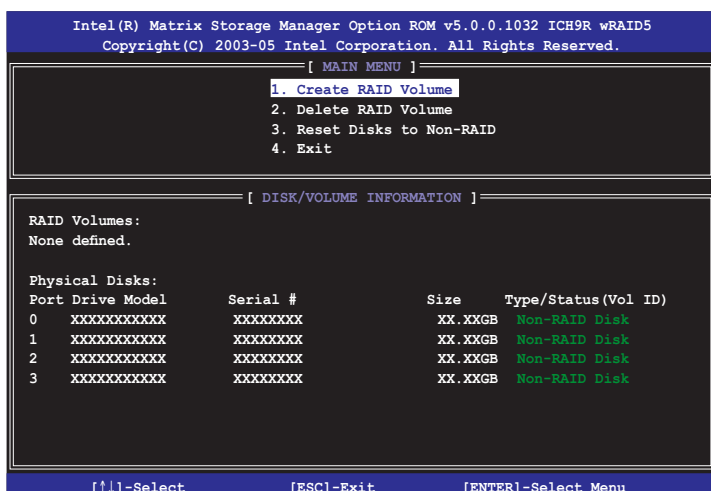 Intel(R) Matrix Storage Manager Option ROM v5.0.0.1032 ICH9R wRAID5
Copyright(C) 2003-05 Intel Corporation. All Rights Reserved.
[ MAIN MENU ]
1. Create RAID Volume
2. Delete RAID Volume
3. Reset Disks to Non-RAID
4. Exit
[ DISK/VOLUME INFORMATION ]
RAID Volumes:
None defined.
Physical Disks:
Port Drive Model Serial # Size Type/Status(Vol ID)
0 XXXXXXXXXXX XXXXXXXX XX.XXGB Non-RAID Disk
1 XXXXXXXXXXX XXXXXXXX XX.XXGB Non-RAID Disk
2 XXXXXXXXXXX XXXXXXXX XX.XXGB Non-RAID Disk
3 XXXXXXXXXXX XXXXXXXX XX.XXGB Non-RAID Disk
[↑↓]-Select [ESC]-Exit [ENTER]-Select Menu